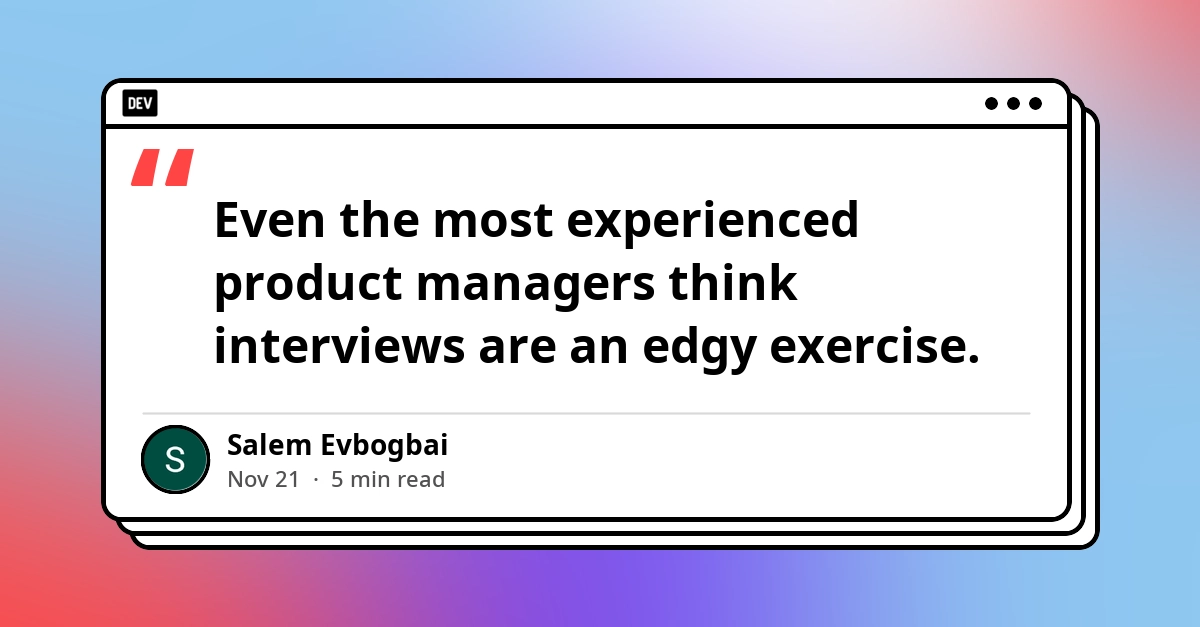 DEV
Even the most experienced
product managers think
interviews are an edgy exercise.
S
Salem Evbogbai
Nov 21 · 5 min read